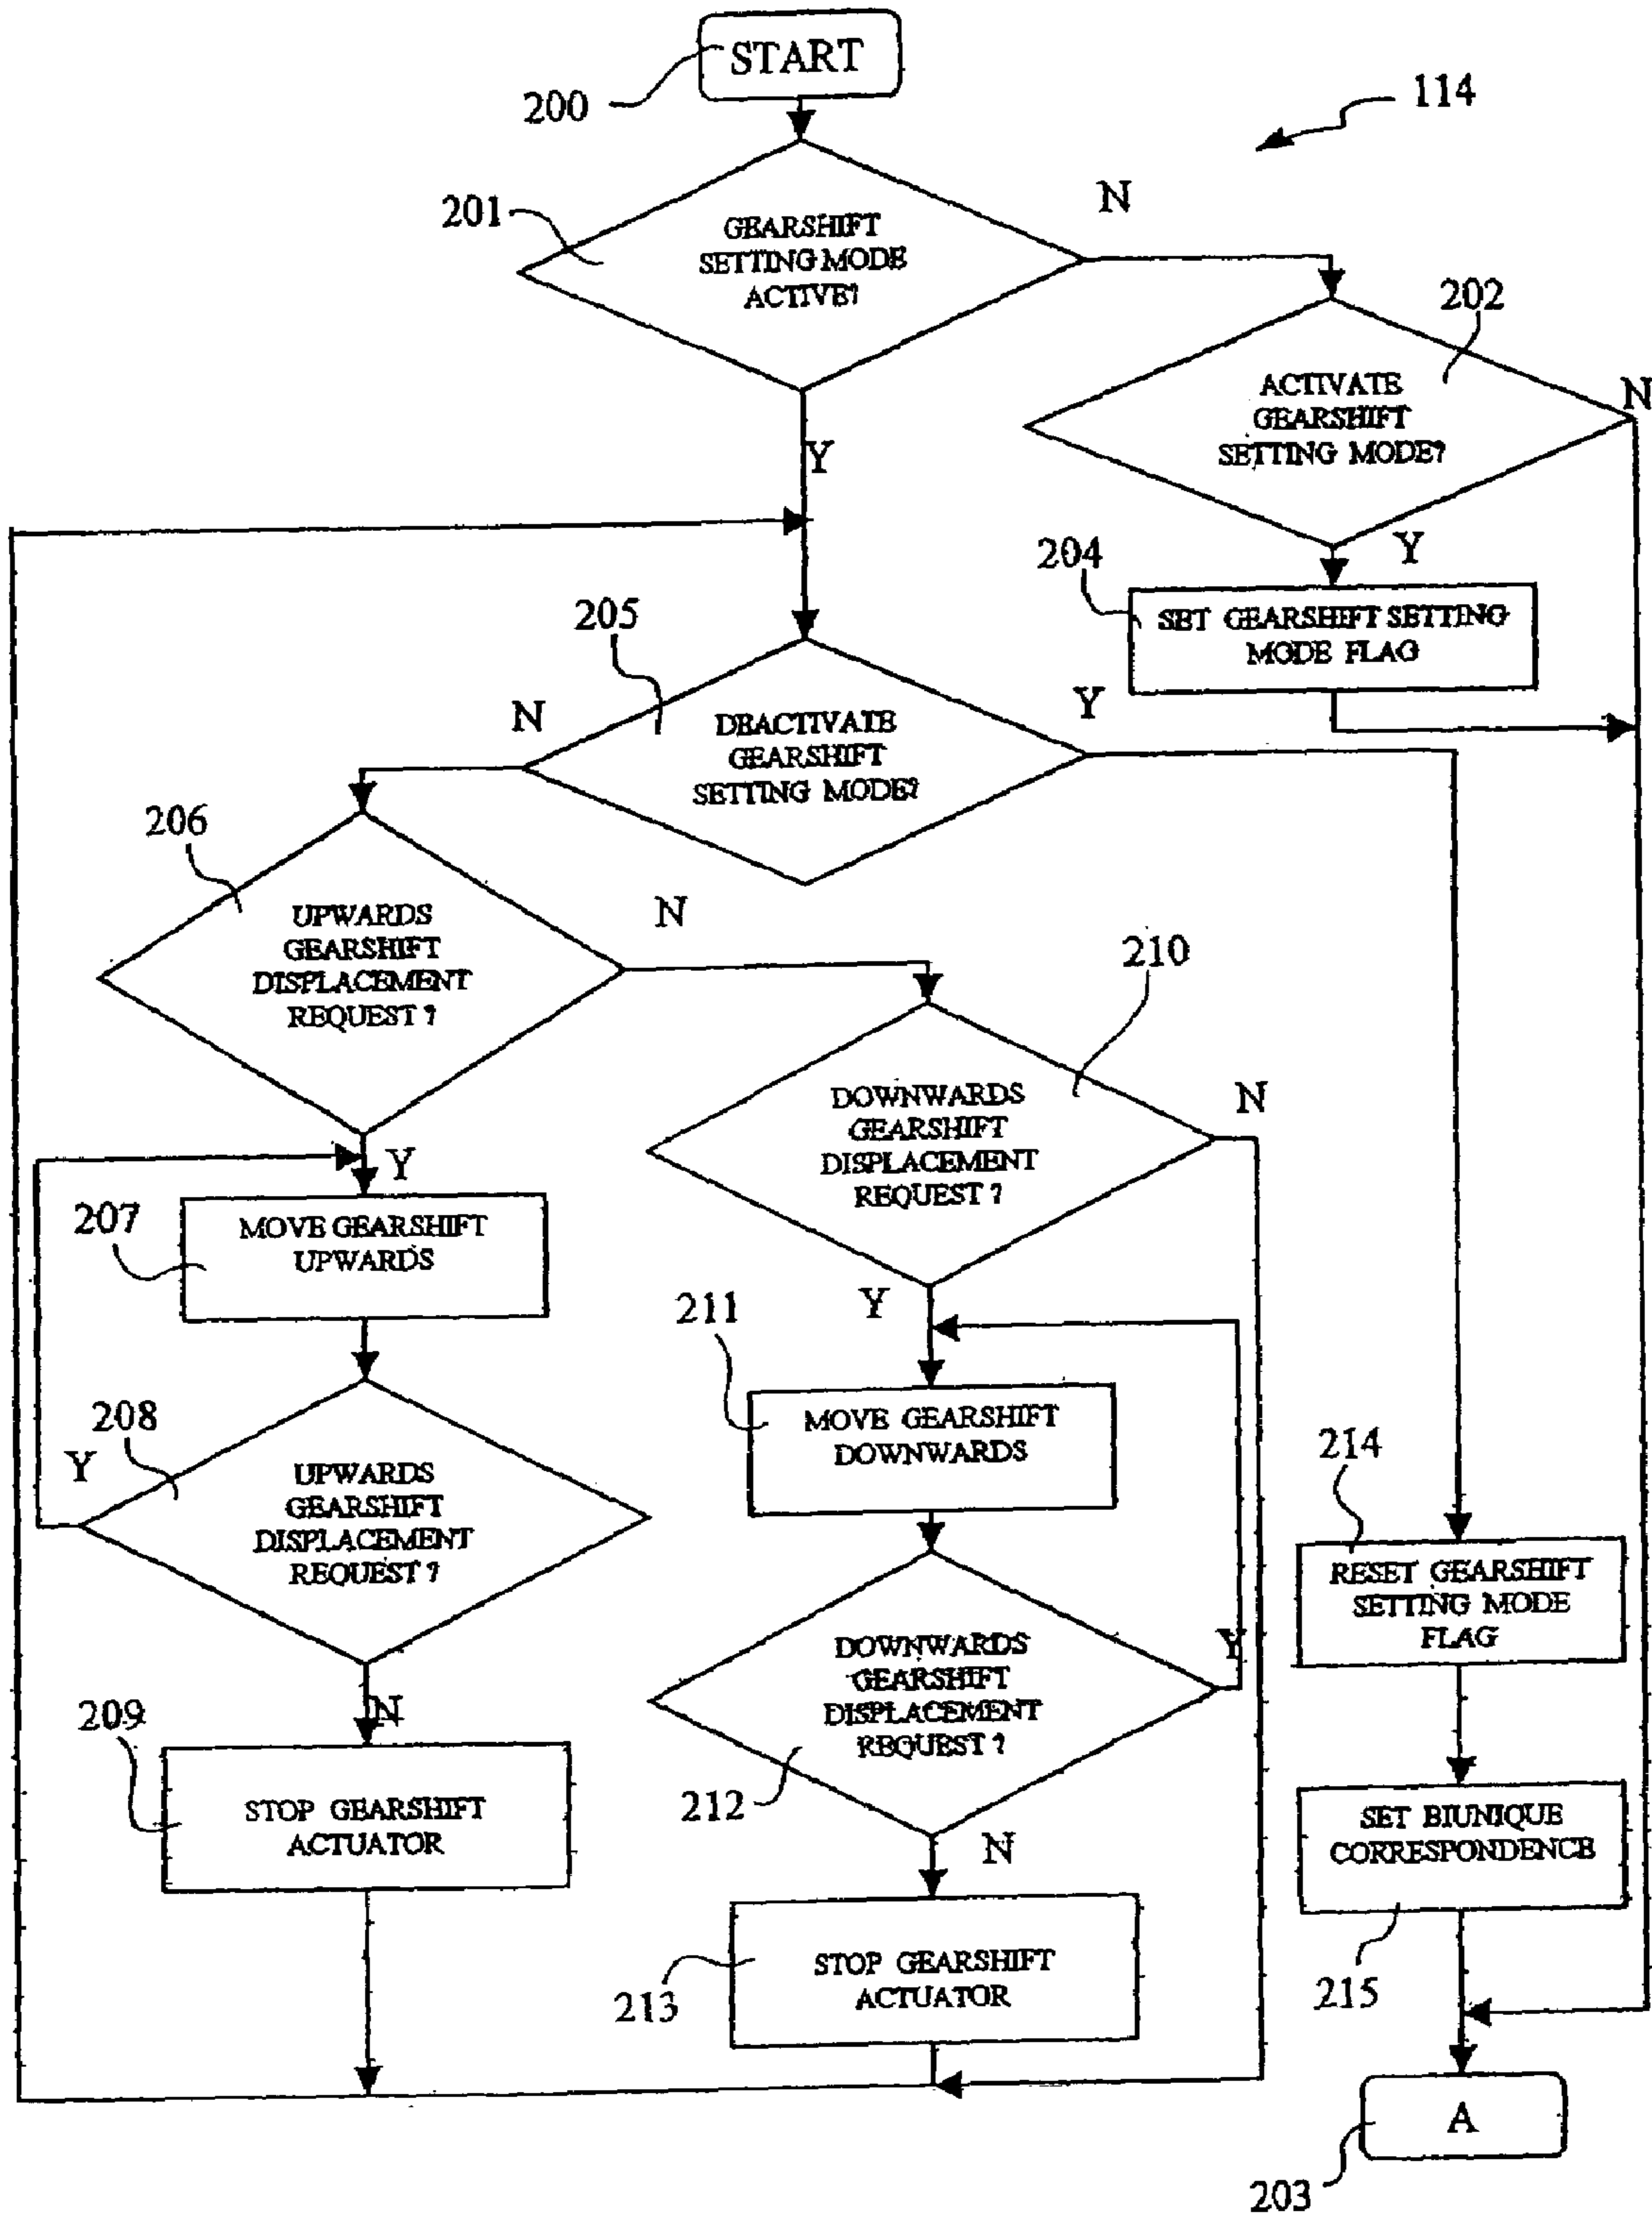 START
200
114
201
N
GEARSHIFT
SETTING MODE
ACTIVE?
202
N
ACTIVATE
GEARSHIFT
SETTING MODE?
Y
Y
204
SET GEARSHIFT SETTING
MODE FLAG
205
N
Y
DEACTIVATE
GEARSHIFT
SETTING MODE?
206
N
UPWARDS
GEARSHIFT
DISPLACEMENT
REQUEST ?
210
N
DOWNWARDS
GEARSHIFT
DISPLACEMENT
REQUEST ?
Y
207
MOVE GEARSHIFT
UPWARDS
Y
211
MOVE GEARSHIFT
DOWNWARDS
208
Y
UPWARDS
GEARSHIFT
DISPLACEMENT
REQUEST ?
214
RESET GEARSHIFT
SETTING MODE
FLAG
Y
DOWNWARDS
GEARSHIFT
DISPLACEMENT
REQUEST ?
212
N
209
STOP GEARSHIFT
ACTUATOR
N
SET BIUNIQUE
CORRESPONDENCE
215
STOP GEARSHIFT
ACTUATOR
213
A
203